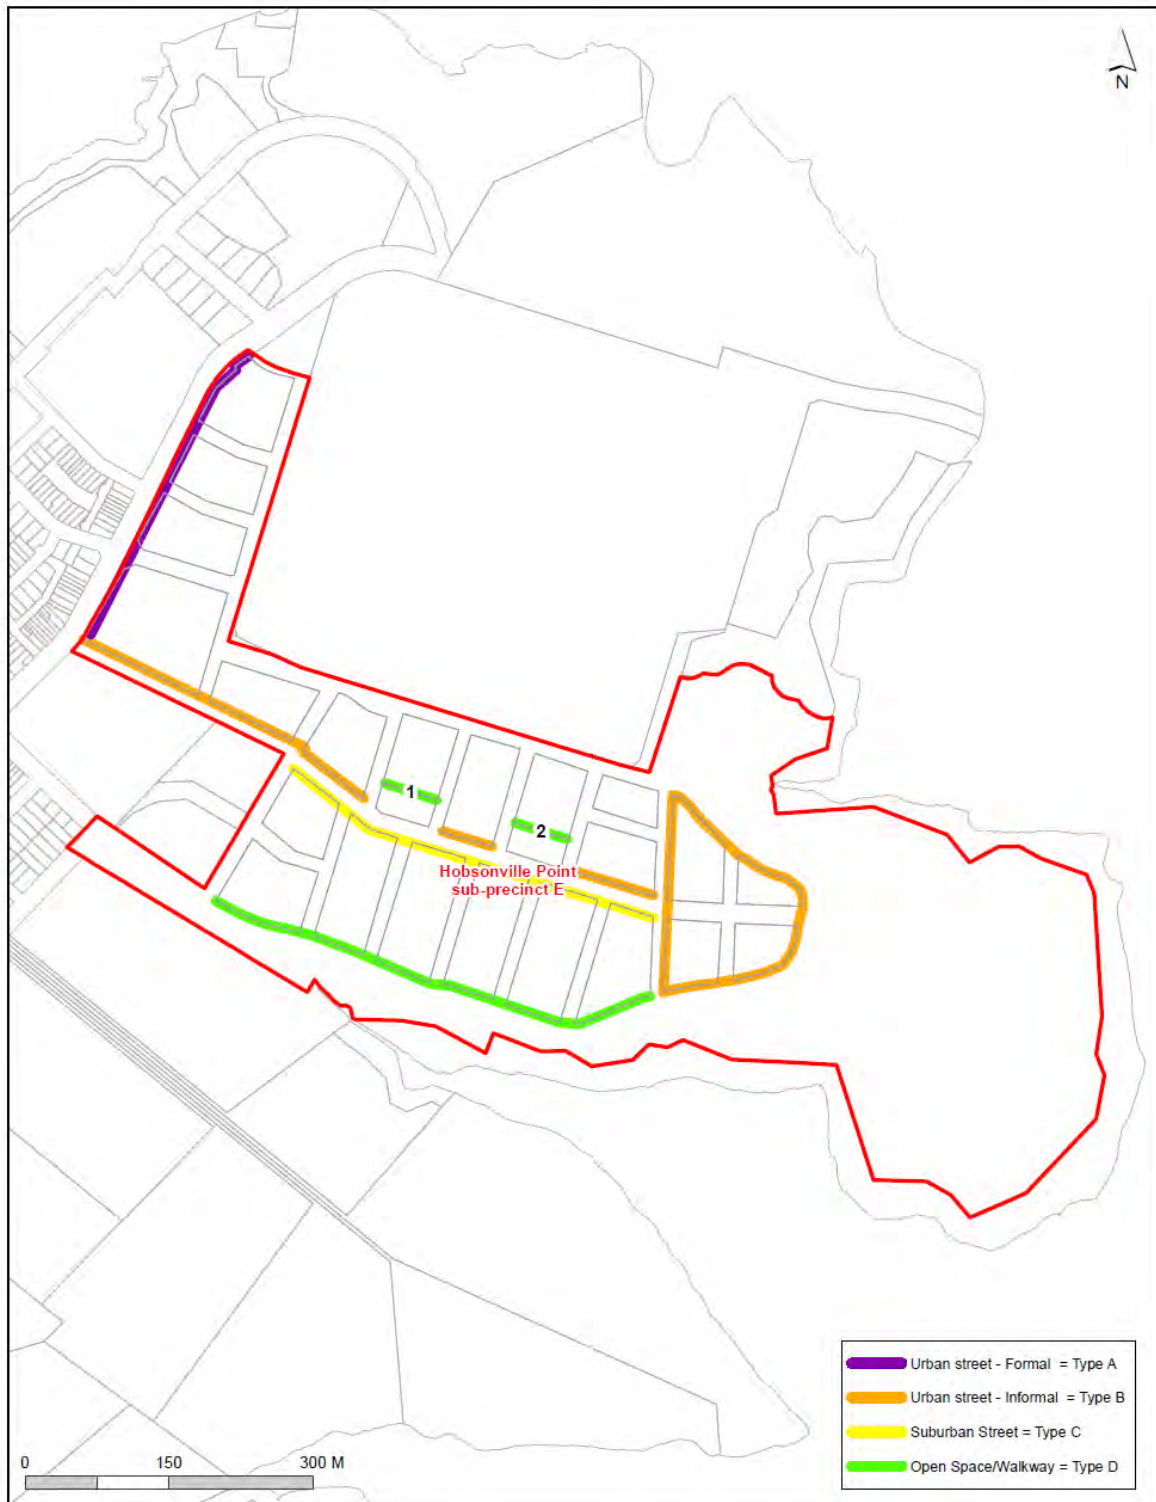 N
1
2
Hobsonville Point
sub-precinct E
Urban street - Formal = Type A
Urban street - Informal = Type B
Suburban Street = Type C
Open Space/Walkway = Type D
0 150 300 M